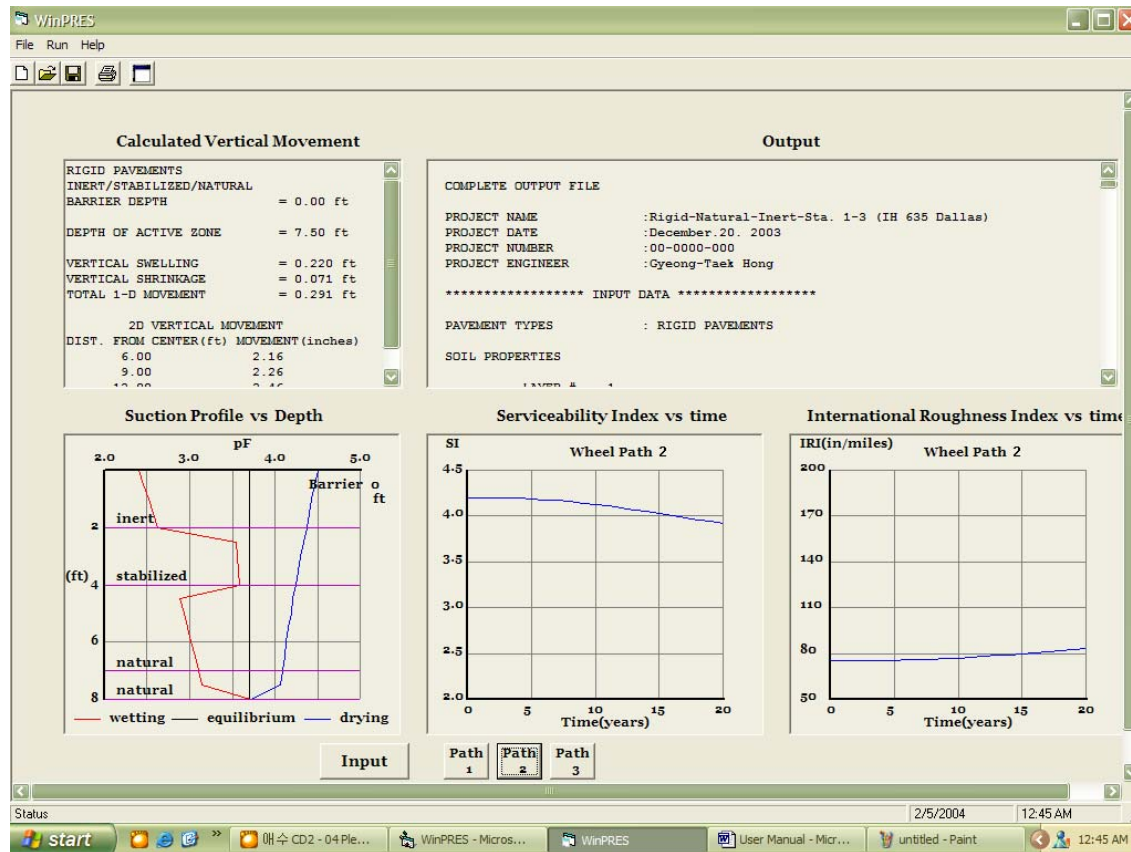 WinPRES
File Run Help
Calculated Vertical Movement
RIGID PAVEMENTS
INERT/STABILIZED/NATURAL
BARRIER DEPTH = 0.00 ft
DEPTH OF ACTIVE ZONE = 7.50 ft
VERTICAL SWELLING = 0.220 ft
VERTICAL SHRINKAGE = 0.071 ft
TOTAL 1-D MOVEMENT = 0.291 ft
2D VERTICAL MOVEMENT
DIST. FROM CENTER(ft) MOVEMENT(inches)
6.00 2.16
9.00 2.26
Output
COMPLETE OUTPUT FILE
PROJECT NAME :Rigid-Natural-Inert-Sta. 1-3 (IH 635 Dallas)
PROJECT DATE :December.20. 2003
PROJECT NUMBER :00-0000-000
PROJECT ENGINEER :Gyeong-Taek Hong
****************** INPUT DATA ******************
PAVEMENT TYPES : RIGID PAVEMENTS
SOIL PROPERTIES
LAYER # 1
Suction Profile vs Depth
pF
2.0 3.0 4.0 5.0
Barrier 0
ft
inert
2
(ft) 4 stabilized
6
natural
natural
8
wetting equilibrium drying
Serviceability Index vs time
SI
Wheel Path 2
4.5
4.0
3.5
3.0
2.5
2.0
0 5 10 15 20
Time(years)
International Roughness Index vs time
IRI(in/miles)
Wheel Path 2
200
170
140
110
80
50
0 5 10 15 20
Time(years)
Input
Path 1
Path 2
Path 3
Status 2/5/2004 12:45 AM
start
매수 CD2 - 04 Ple...
WinPRES - Micros...
WinPRES
User Manual - Micr...
untitled - Paint
12:45 AM